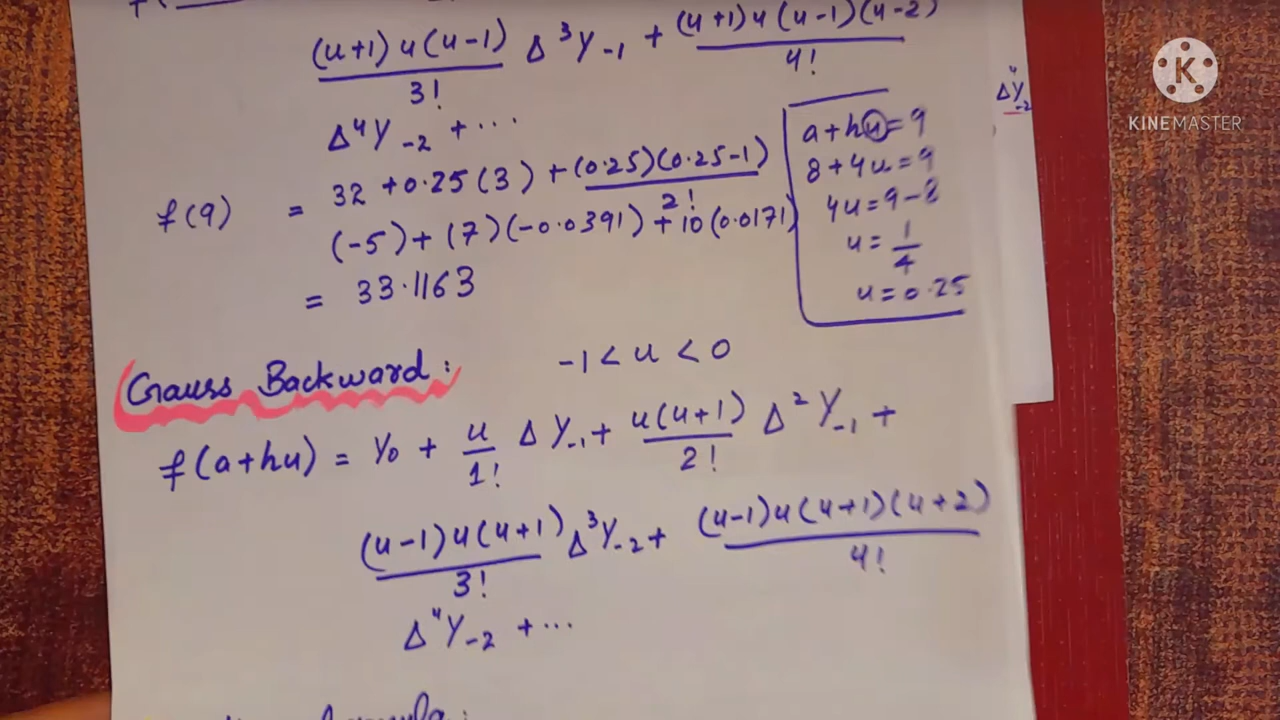 (u+1) u (u-1) / 3! Δ³Y₋₁ + (u+1) u (u-1) (u-2) / 4!
Δ⁴Y₋₂ + ...
Δ⁴Y₋₂
f(9) = 32 + 0.25 (3) + (0.25) (0.25-1) / 2!
(-5) + (7) (-0.0391) + 10 (0.0171)
= 33.1163
a + hu = 9
8 + 4u = 9
4u = 9 - 8
u = 1/4
u = 0.25
Gauss Backward : -1 < u < 0
f(a+hu) = Y₀ + u/1! ΔY₋₁ + u(u+1)/2! Δ²Y₋₁ +
(u-1) u (u+1) / 3! Δ³Y₋₂ + (u-1) u (u+1) (u+2) / 4!
Δ⁴Y₋₂ + ...
KINEMASTER